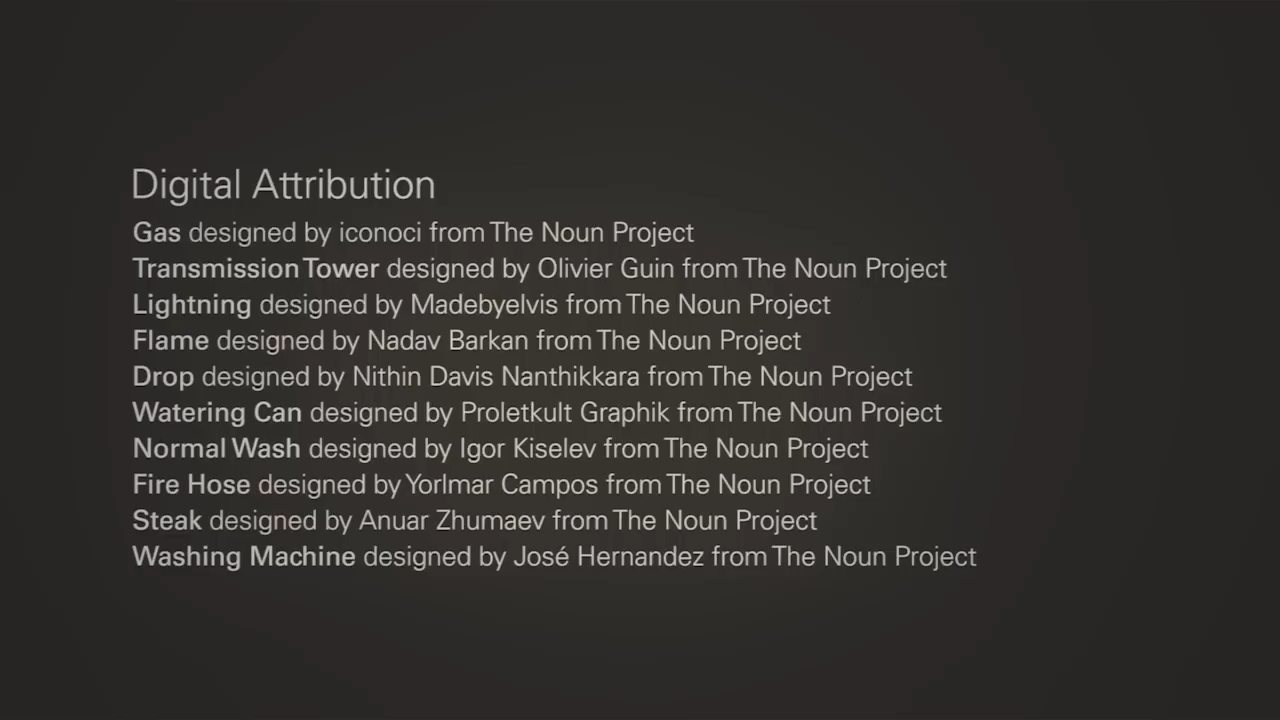 Digital Attribution
Gas designed by iconoci from The Noun Project
Transmission Tower designed by Olivier Guin from The Noun Project
Lightning designed by Madebyelvis from The Noun Project
Flame designed by Nadav Barkan from The Noun Project
Drop designed by Nithin Davis Nanthikkara from The Noun Project
Watering Can designed by Proletkult Graphik from The Noun Project
Normal Wash designed by Igor Kiselev from The Noun Project
Fire Hose designed by Yorlmar Campos from The Noun Project
Steak designed by Anuar Zhumaev from The Noun Project
Washing Machine designed by José Hernandez from The Noun Project